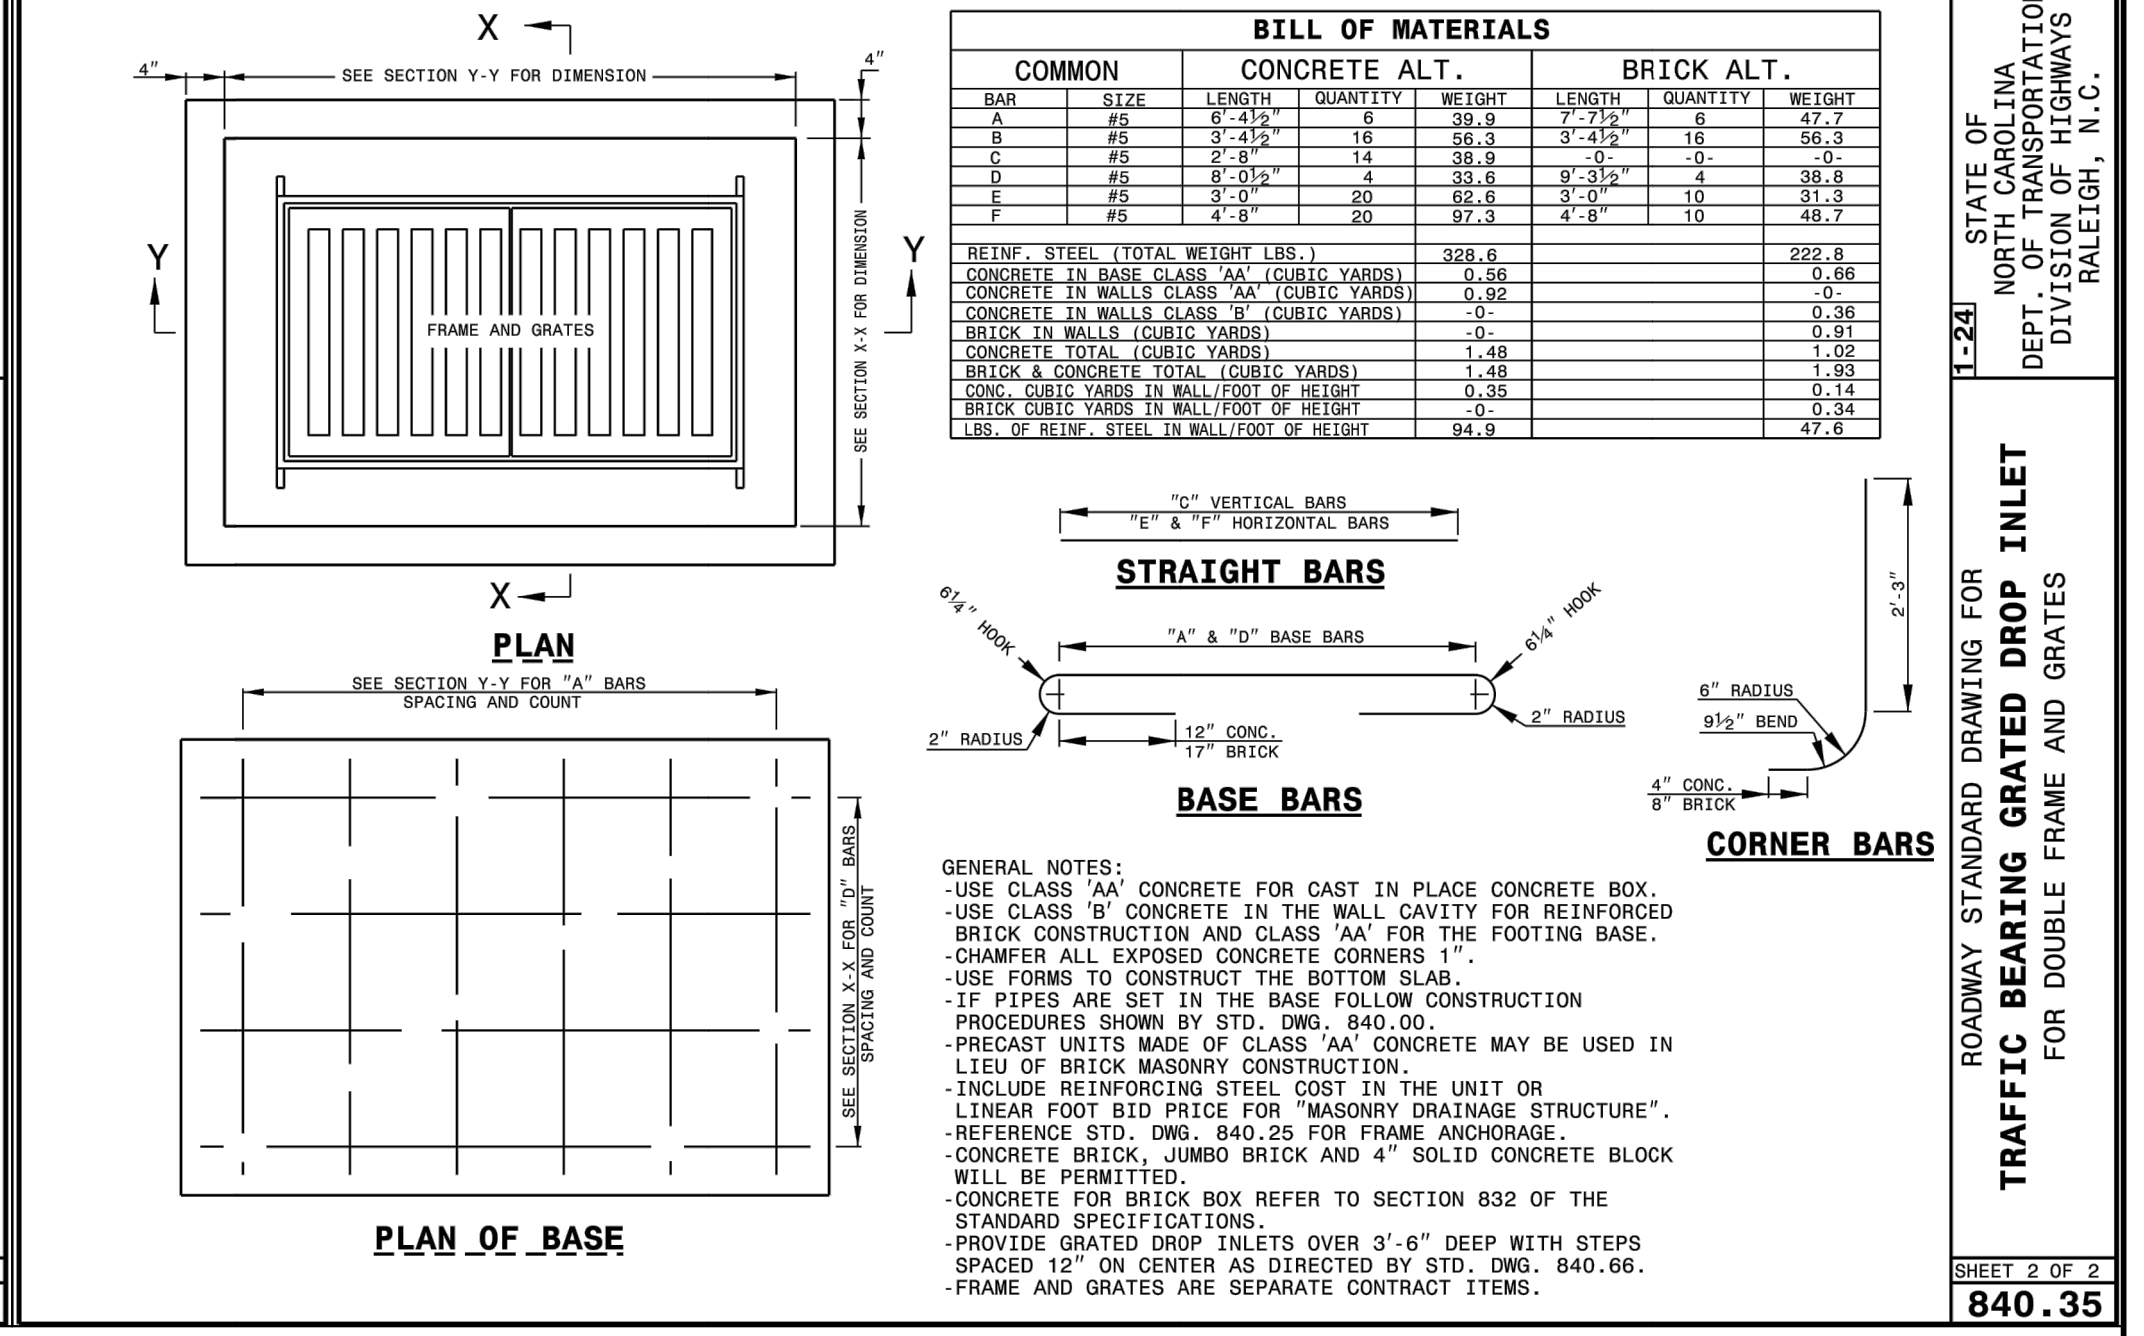 X
4"
SEE SECTION Y-Y FOR DIMENSION
4"
SEE SECTION X-X FOR DIMENSION
Y
Y
FRAME AND GRATES
X
PLAN
SEE SECTION Y-Y FOR "A" BARS
SPACING AND COUNT
SEE SECTION X-X FOR "D" BARS
SPACING AND COUNT
PLAN OF BASE
BILL OF MATERIALS
COMMON CONCRETE ALT. BRICK ALT.
BAR SIZE LENGTH QUANTITY WEIGHT LENGTH QUANTITY WEIGHT
A #5 6'-4½" 6 39.9 7'-7½" 6 47.7
B #5 3'-4½" 16 56.3 3'-4½" 16 56.3
C #5 2'-8" 14 38.9 -0- -0- -0-
D #5 8'-0½" 4 33.6 9'-3½" 4 38.8
E #5 3'-0" 20 62.6 3'-0" 10 31.3
F #5 4'-8" 20 97.3 4'-8" 10 48.7
REINF. STEEL (TOTAL WEIGHT LBS.) 328.6 222.8
CONCRETE IN BASE CLASS 'AA' (CUBIC YARDS) 0.56 0.66
CONCRETE IN WALLS CLASS 'AA' (CUBIC YARDS) 0.92 -0-
CONCRETE IN WALLS CLASS 'B' (CUBIC YARDS) -0- 0.36
BRICK IN WALLS (CUBIC YARDS) -0- 0.91
CONCRETE TOTAL (CUBIC YARDS) 1.48 1.02
BRICK & CONCRETE TOTAL (CUBIC YARDS) 1.48 1.93
CONC. CUBIC YARDS IN WALL/FOOT OF HEIGHT 0.35 0.14
BRICK CUBIC YARDS IN WALL/FOOT OF HEIGHT -0- 0.34
LBS. OF REINF. STEEL IN WALL/FOOT OF HEIGHT 94.9 47.6
"C" VERTICAL BARS
"E" & "F" HORIZONTAL BARS
STRAIGHT BARS
6¼" HOOK
"A" & "D" BASE BARS
6¼" HOOK
2" RADIUS
12" CONC.
17" BRICK
2" RADIUS
BASE BARS
2'-3"
6" RADIUS
9½" BEND
4" CONC.
8" BRICK
CORNER BARS
GENERAL NOTES:
-USE CLASS 'AA' CONCRETE FOR CAST IN PLACE CONCRETE BOX.
-USE CLASS 'B' CONCRETE IN THE WALL CAVITY FOR REINFORCED
BRICK CONSTRUCTION AND CLASS 'AA' FOR THE FOOTING BASE.
-CHAMFER ALL EXPOSED CONCRETE CORNERS 1".
-USE FORMS TO CONSTRUCT THE BOTTOM SLAB.
-IF PIPES ARE SET IN THE BASE FOLLOW CONSTRUCTION
PROCEDURES SHOWN BY STD. DWG. 840.00.
-PRECAST UNITS MADE OF CLASS 'AA' CONCRETE MAY BE USED IN
LIEU OF BRICK MASONRY CONSTRUCTION.
-INCLUDE REINFORCING STEEL COST IN THE UNIT OR
LINEAR FOOT BID PRICE FOR "MASONRY DRAINAGE STRUCTURE".
-REFERENCE STD. DWG. 840.25 FOR FRAME ANCHORAGE.
-CONCRETE BRICK, JUMBO BRICK AND 4" SOLID CONCRETE BLOCK
WILL BE PERMITTED.
-CONCRETE FOR BRICK BOX REFER TO SECTION 832 OF THE
STANDARD SPECIFICATIONS.
-PROVIDE GRATED DROP INLETS OVER 3'-6" DEEP WITH STEPS
SPACED 12" ON CENTER AS DIRECTED BY STD. DWG. 840.66.
-FRAME AND GRATES ARE SEPARATE CONTRACT ITEMS.
1-24
STATE OF
NORTH CAROLINA
DEPT. OF TRANSPORTATION
DIVISION OF HIGHWAYS
RALEIGH, N.C.
ROADWAY STANDARD DRAWING FOR
TRAFFIC BEARING GRATED DROP INLET
FOR DOUBLE FRAME AND GRATES
SHEET 2 OF 2
840.35